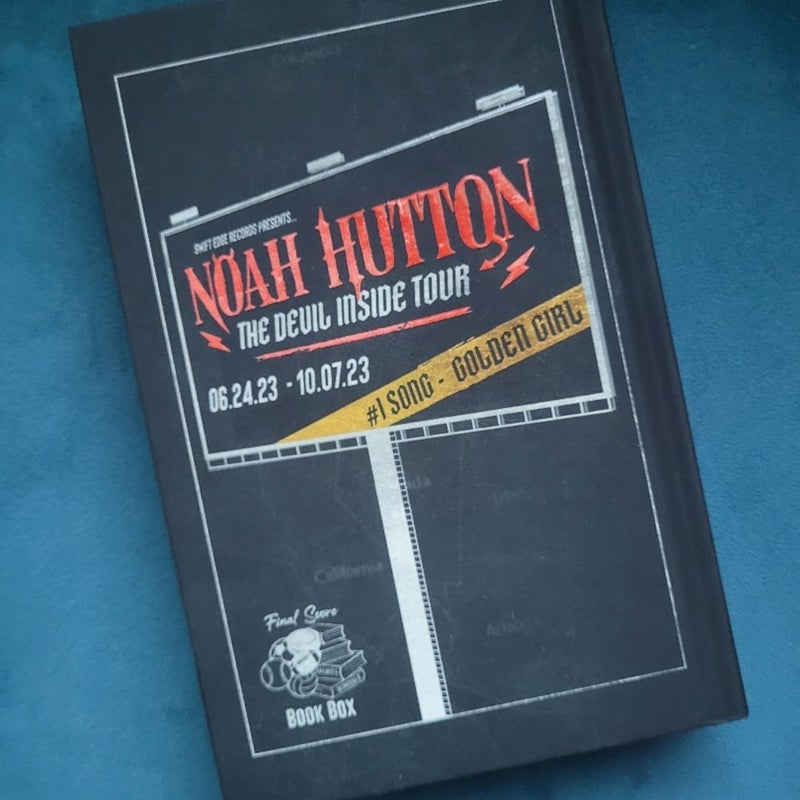 SWIFT EDGE RECORDS PRESENTS...
NOAH HUTTON
THE DEVIL INSIDE TOUR
06.24.23 - 10.07.23
#1 SONG - GOLDEN GIRL
California
Final Score
BOOK BOX